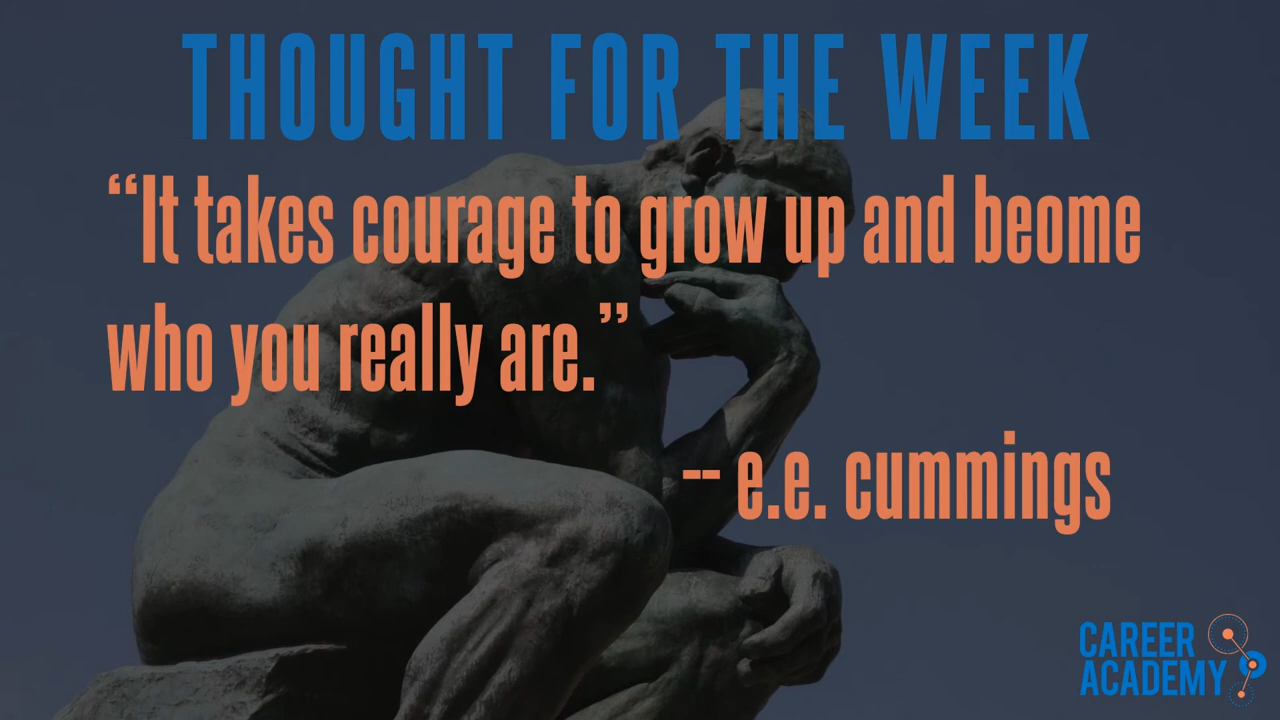 THOUGHT FOR THE WEEK
“It takes courage to grow up and beome
who you really are.”
-- e.e. cummings
CAREER
ACADEMY